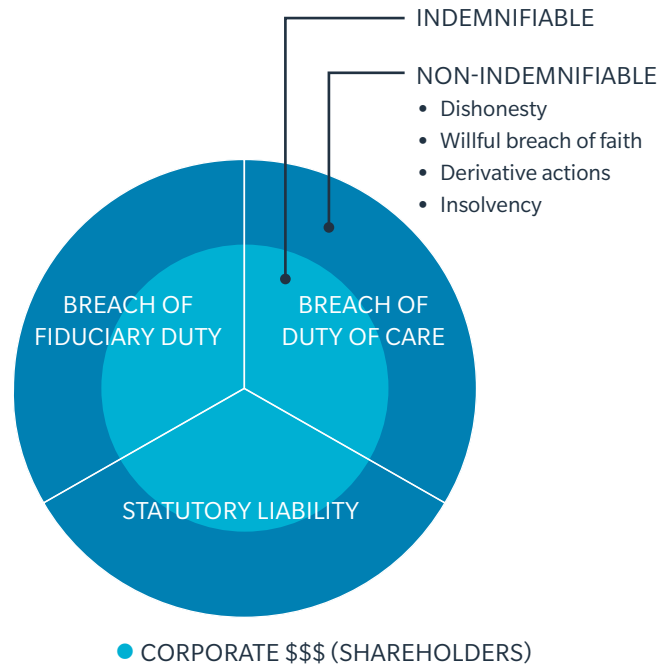 INDEMNIFIABLE
NON-INDEMNIFIABLE
• Dishonesty
• Willful breach of faith
• Derivative actions
• Insolvency
BREACH OF
FIDUCIARY DUTY
BREACH OF
DUTY OF CARE
STATUTORY LIABILITY
CORPORATE $$$ (SHAREHOLDERS)